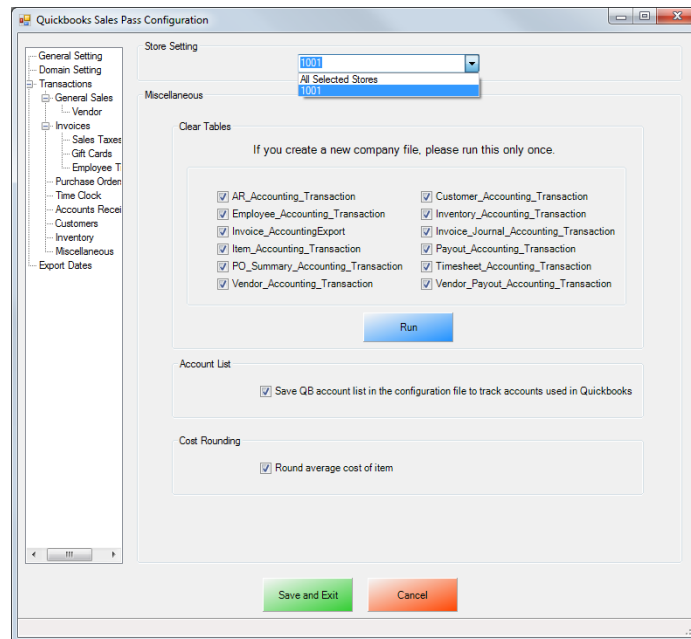 Quickbooks Sales Pass Configuration
General Setting
Domain Setting
Transactions
General Sales
Vendor
Invoices
Sales Taxes
Gift Cards
Employee Ti
Purchase Orders
Time Clock
Accounts Recei
Customers
Inventory
Miscellaneous
Export Dates
Store Setting
1001
All Selected Stores
1001
Miscellaneous
Clear Tables
If you create a new company file, please run this only once.
AR_Accounting_Transaction
Customer_Accounting_Transaction
Employee_Accounting_Transaction
Inventory_Accounting_Transaction
Invoice_AccountingExport
Invoice_Journal_Accounting_Transaction
Item_Accounting_Transaction
Payout_Accounting_Transaction
PO_Summary_Accounting_Transaction
Timesheet_Accounting_Transaction
Vendor_Accounting_Transaction
Vendor_Payout_Accounting_Transaction
Run
Account List
Save QB account list in the configuration file to track accounts used in Quickbooks
Cost Rounding
Round average cost of item
Save and Exit
Cancel